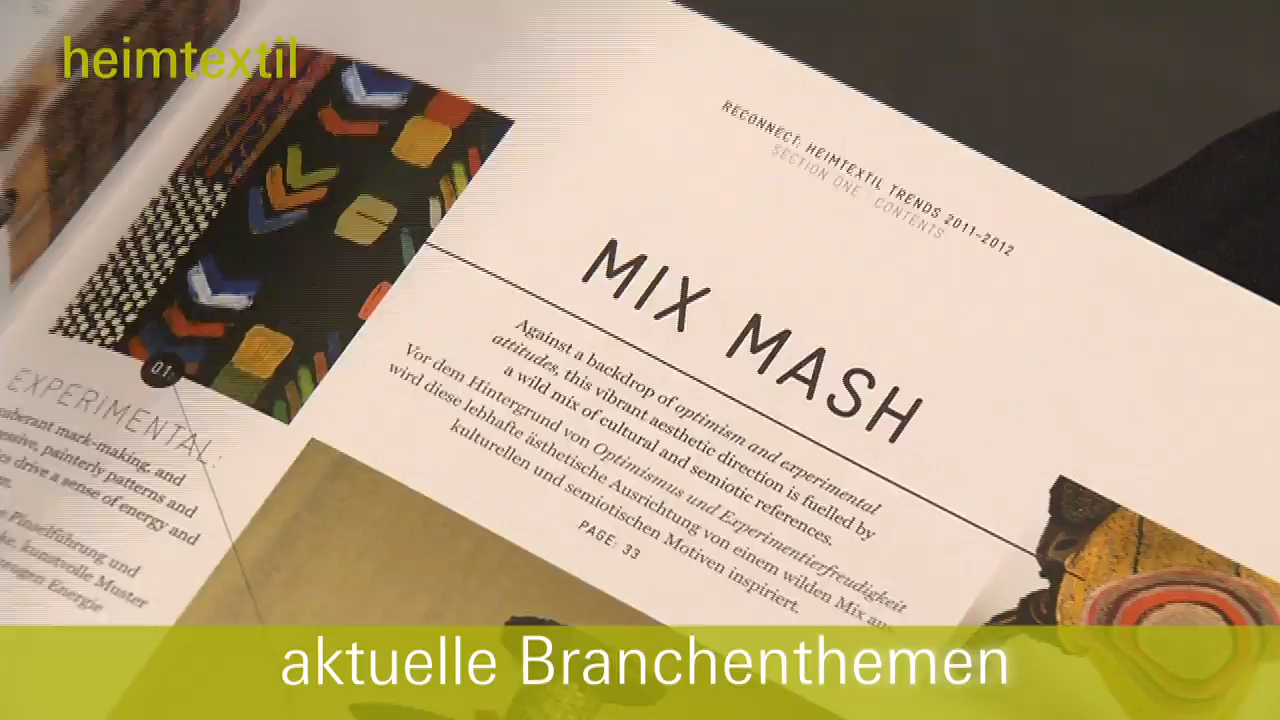 heimtextil
RECONNECT: HEIMTEXTIL TRENDS 2011–2012
SECTION ONE CONTENTS
MIX MASH
Against a backdrop of optimism and experimental
attitudes, this vibrant aesthetic direction is fuelled by
a wild mix of cultural and semiotic references.
Vor dem Hintergrund von Optimismus und Experimentierfreudigkeit
wird diese lebhafte ästhetische Ausrichtung von einem wilden Mix aus
kulturellen und semiotischen Motiven inspiriert.
PAGE: 33
01:
EXPERIMENTAL:
mark-making, and
painterly patterns and
drive a sense of energy and
Pinselführung und
kunstvolle Muster
Energie
aktuelle Branchenthemen